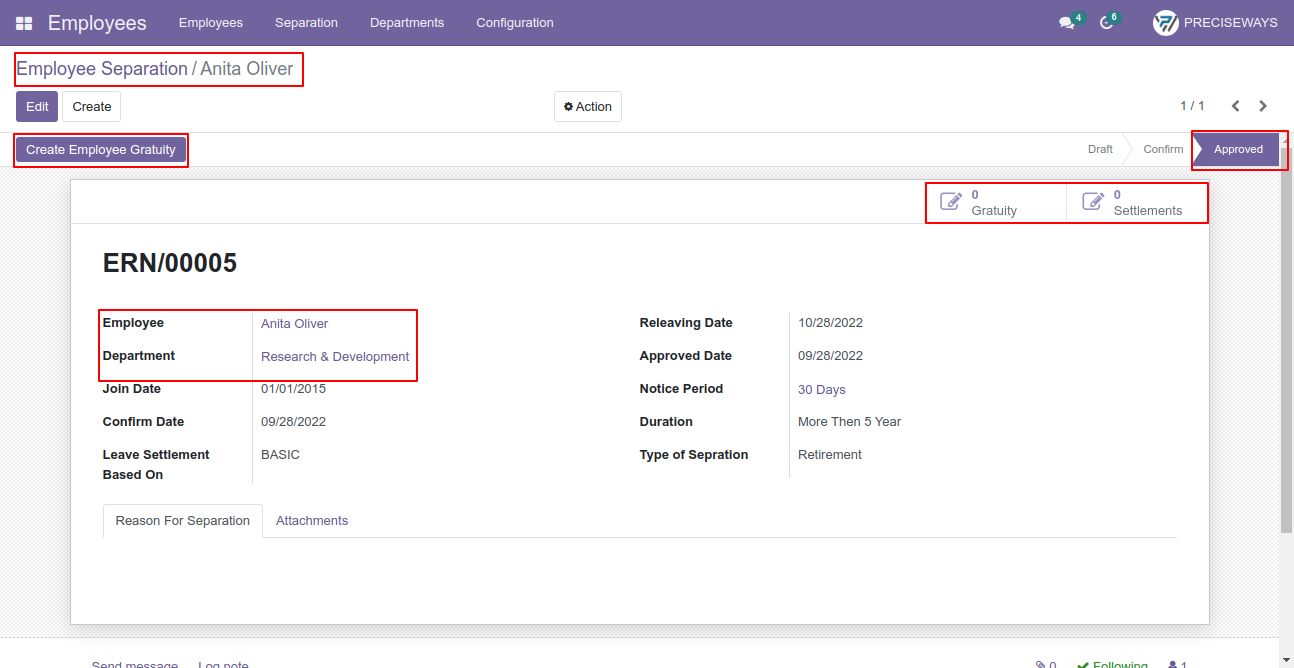 Employees Employees Separation Departments Configuration 4 6 PRECISEWAYS
Employee Separation / Anita Oliver
Edit Create Action 1 / 1
Create Employee Gratuity Draft Confirm Approved
0 Gratuity 0 Settlements
ERN/00005
Employee Anita Oliver Releaving Date 10/28/2022
Department Research & Development Approved Date 09/28/2022
Join Date 01/01/2015 Notice Period 30 Days
Confirm Date 09/28/2022 Duration More Then 5 Year
Leave Settlement BASIC Type of Sepration Retirement
Based On
Reason For Separation Attachments
Send message Log note 0 Following 1